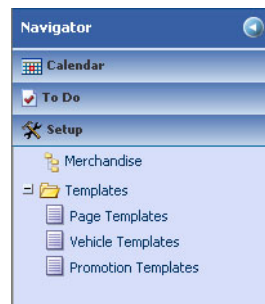 Navigator
Calendar
To Do
Setup
Merchandise
Templates
Page Templates
Vehicle Templates
Promotion Templates